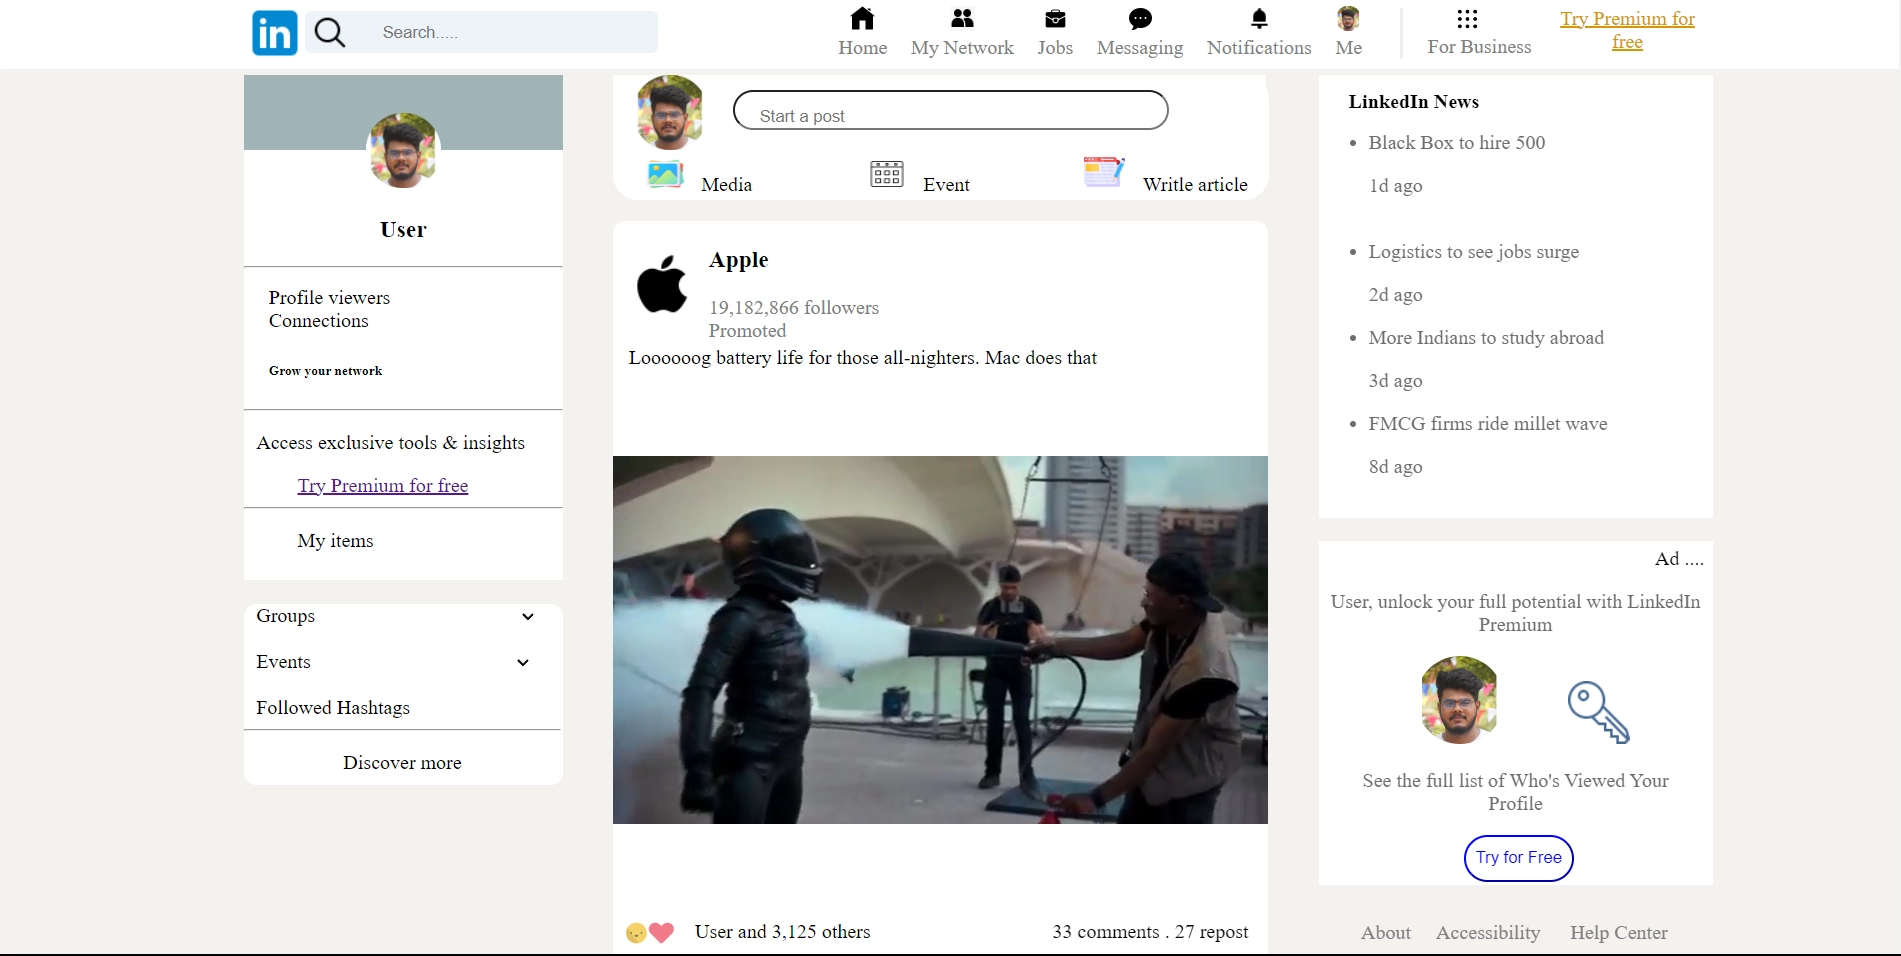 in
Search.....
Home
My Network
Jobs
Messaging
Notifications
Me
For Business
Try Premium for
free
User
Profile viewers
Connections
Grow your network
Access exclusive tools & insights
Try Premium for free
My items
Groups
Events
Followed Hashtags
Discover more
Start a post
Media
Event
Writle article
Apple
19,182,866 followers
Promoted
Loooooog battery life for those all-nighters. Mac does that
User and 3,125 others
33 comments . 27 repost
LinkedIn News
Black Box to hire 500
1d ago
Logistics to see jobs surge
2d ago
More Indians to study abroad
3d ago
FMCG firms ride millet wave
8d ago
Ad ....
User, unlock your full potential with LinkedIn
Premium
See the full list of Who's Viewed Your
Profile
Try for Free
About
Accessibility
Help Center